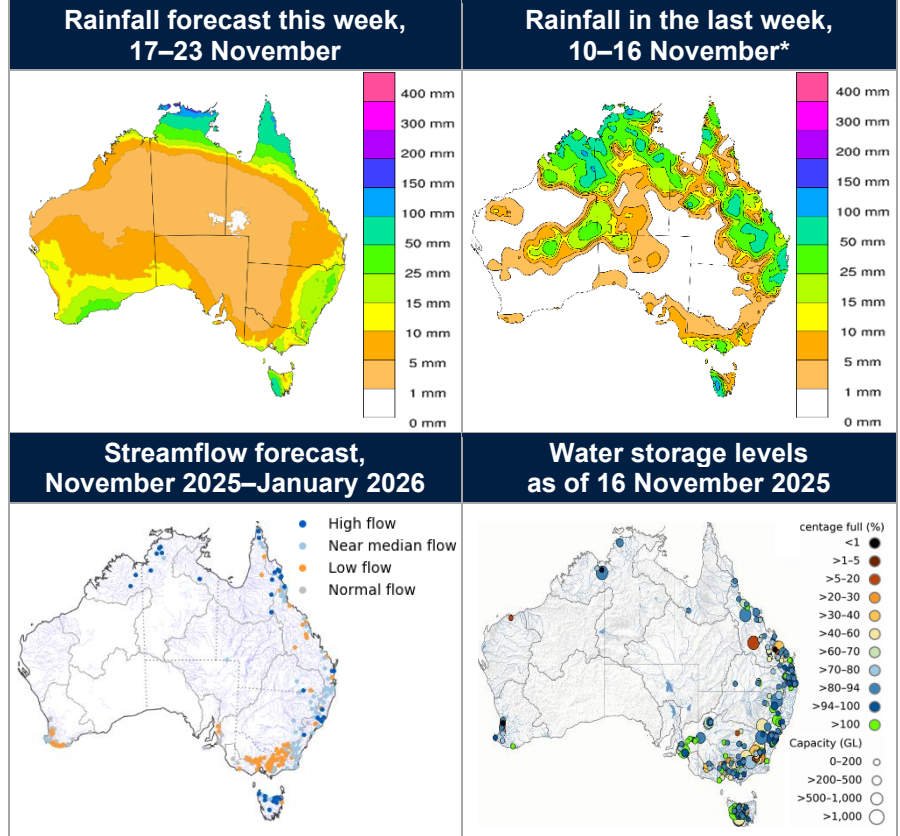 Rainfall forecast this week,
17–23 November
Rainfall in the last week,
10–16 November*
400 mm
300 mm
200 mm
150 mm
100 mm
50 mm
25 mm
15 mm
10 mm
5 mm
1 mm
0 mm
400 mm
300 mm
200 mm
150 mm
100 mm
50 mm
25 mm
15 mm
10 mm
5 mm
1 mm
0 mm
Streamflow forecast,
November 2025–January 2026
Water storage levels
as of 16 November 2025
High flow
Near median flow
Low flow
Normal flow
centage full (%)
<1
>1–5
>5–20
>20–30
>30–40
>40–60
>60–70
>70–80
>80–94
>94–100
>100
Capacity (GL)
0–200
>200–500
>500–1,000
>1,000